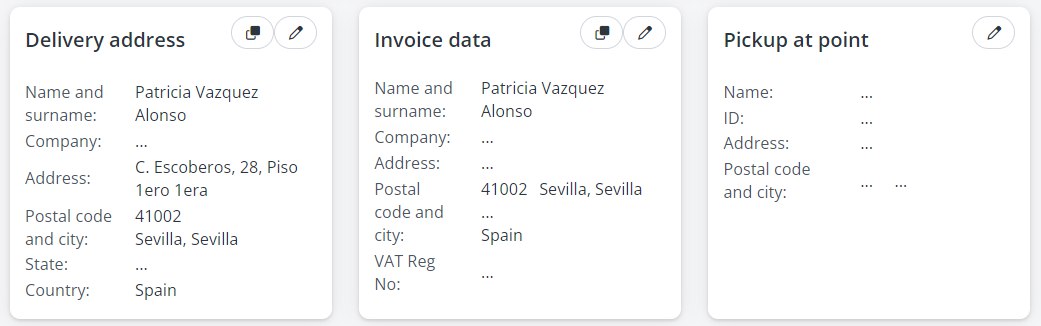 Delivery address
Name and surname: Patricia Vazquez Alonso
Company: ...
Address: C. Escoberos, 28, Piso 1ero 1era
Postal code and city: 41002 Sevilla, Sevilla
State: ...
Country: Spain
Invoice data
Name and surname: Patricia Vazquez Alonso
Company: ...
Address: ...
Postal code and city: 41002 Sevilla, Sevilla ... Spain
VAT Reg No: ...
Pickup at point
Name: ...
ID: ...
Address: ...
Postal code and city: ... ...